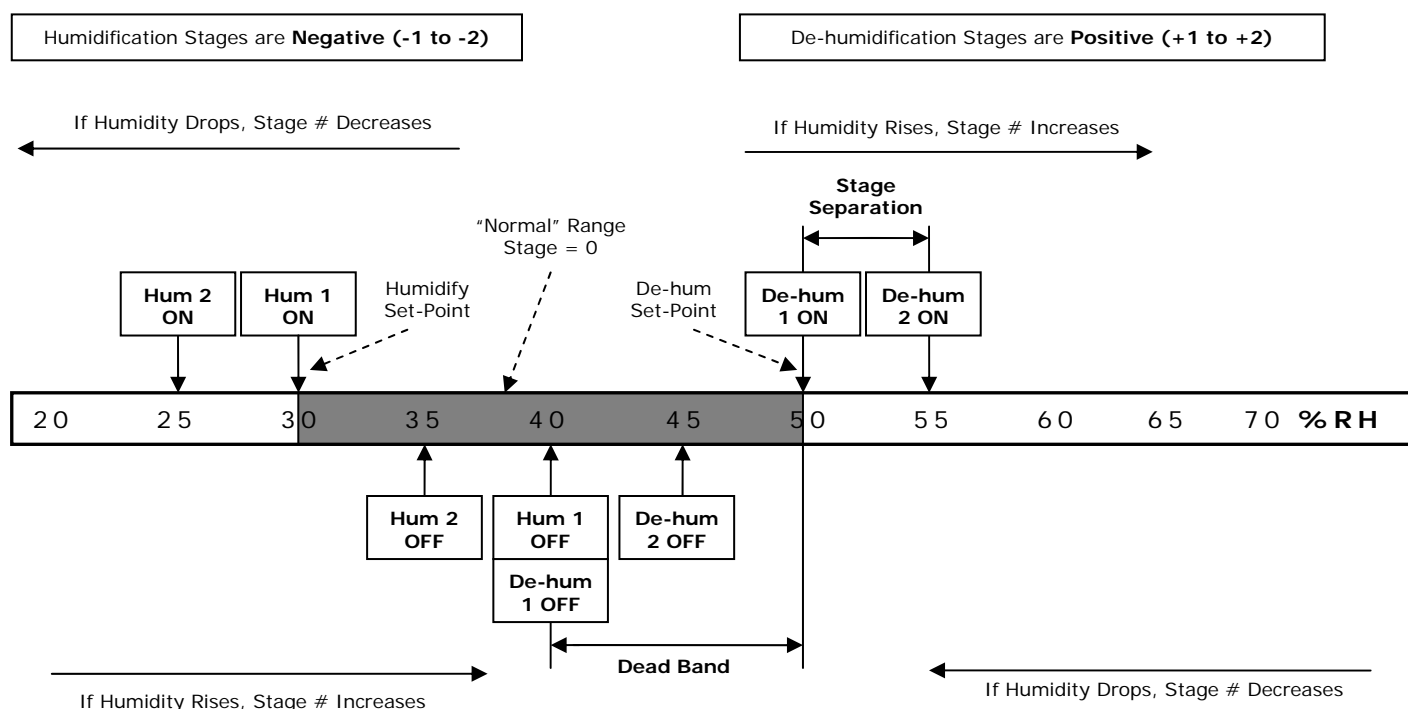 Humidification Stages are Negative (-1 to -2)
De-humidification Stages are Positive (+1 to +2)
If Humidity Drops, Stage # Decreases
If Humidity Rises, Stage # Increases
Stage
Separation
"Normal" Range
Stage = 0
Hum 2
ON
Hum 1
ON
Humidify
Set-Point
De-hum
Set-Point
De-hum
1 ON
De-hum
2 ON
20 25 30 35 40 45 50 55 60 65 70 %RH
Hum 2
OFF
Hum 1
OFF
De-hum
2 OFF
De-hum
1 OFF
Dead Band
If Humidity Rises, Stage # Increases
If Humidity Drops, Stage # Decreases